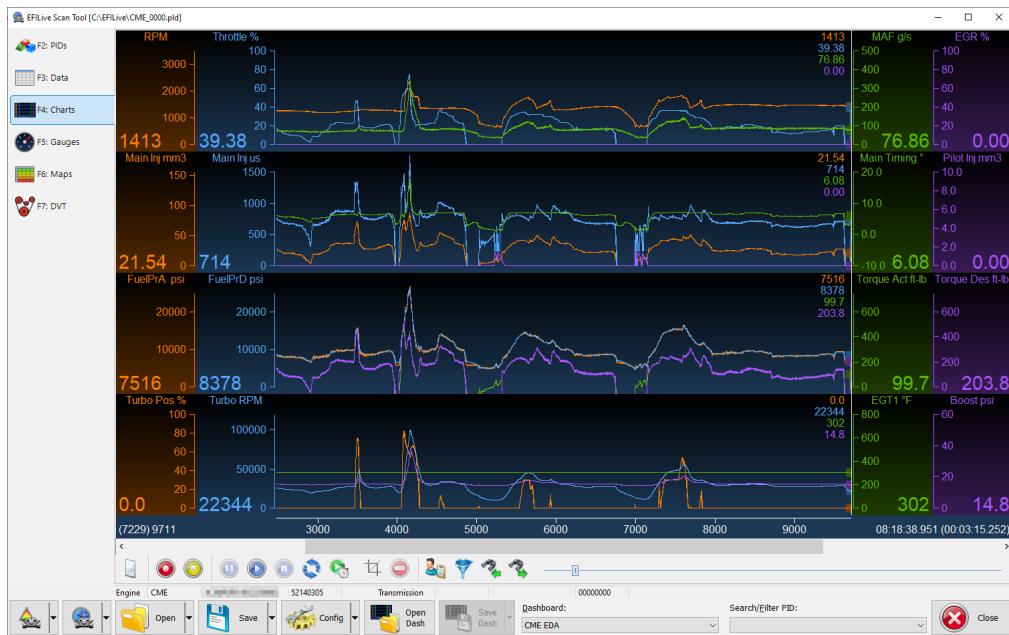 EFILive Scan Tool [C:\EFILive\CME_0000.pld]
F2: PIDs
F3: Data
F4: Charts
F5: Gauges
F6: Maps
F7: DVT
RPM Throttle % 1413 MAF g/s EGR %
39.38
76.86
0.00
3000 100 500 100
2000 80 400 80
1000 60 300 60
0 40 200 40
20 100 20
0 0 0
1413 39.38 76.86 0.00
Main Inj mm3 Main Inj us 21.54 Main Timing ° Pilot Inj mm3
714
6.08
0.00
150 1500 20.0 10.0
100 1000 10.0 8.0
50 500 0.0 6.0
0 0 -10.0 4.0
2.0
0.0
21.54 714 6.08 0.00
FuelPrA psi FuelPrD psi 7516 Torque Act ft-lb Torque Des ft-lb
8378
99.7
203.8
20000 20000 600 600
10000 10000 400 400
0 0 200 200
0 0
7516 8378 99.7 203.8
Turbo Pos % Turbo RPM 0.0 EGT1 °F Boost psi
22344
302
14.8
100 100000 800 60
80 50000 600 40
60 0 400 20
40 200 0
20 0
0
0.0 22344 302 14.8
(7229) 9711 3000 4000 5000 6000 7000 8000 9000 08:18:38.951 (00:03:15.252)
Engine CME 52140305 Transmission 00000000
Open Save Config Open Dash Save Dash
Dashboard: Search/Filter PID:
CME EDA
Close